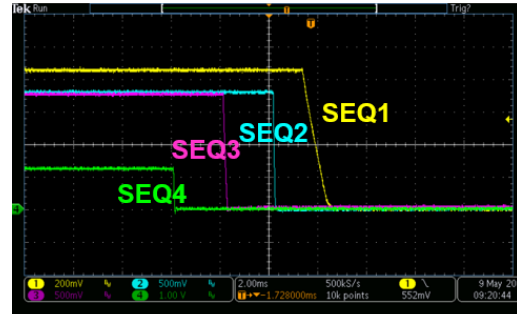 Tek Run Trig?
T
T
SEQ1
SEQ2
SEQ3
SEQ4
4
1 200mV 2 500mV 2.00ms 500kS/s 1 9 May 20
3 500mV 4 1.00 V T→▼-1.728000ms 10k points 552mV 09:20:44